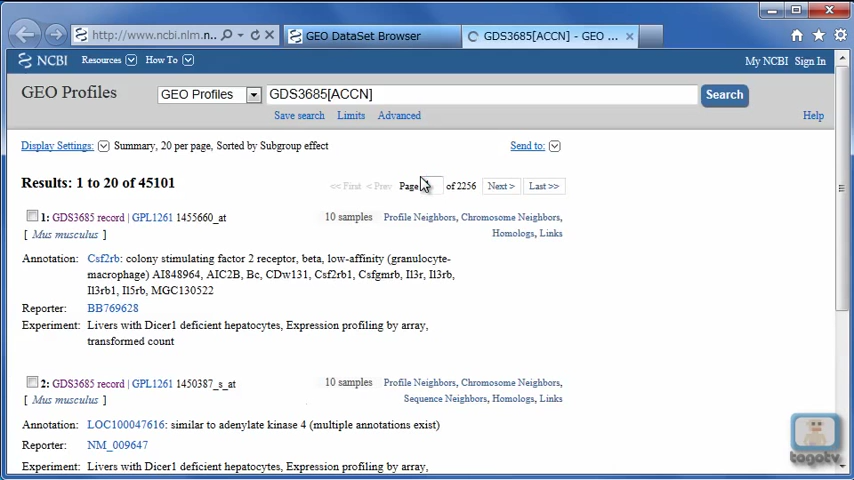 http://www.ncbi.nlm.n.. GEO DataSet Browser GDS3685[ACCN] - GEO ...
NCBI Resources How To My NCBI Sign In
GEO Profiles GEO Profiles GDS3685[ACCN] Search
Save search Limits Advanced Help
Display Settings: Summary, 20 per page, Sorted by Subgroup effect Send to:
Results: 1 to 20 of 45101 << First < Prev Page of 2256 Next > Last >>
1: GDS3685 record | GPL1261 1455660_at 10 samples Profile Neighbors, Chromosome Neighbors,
[ Mus musculus ] Homologs, Links
Annotation: Csf2rb: colony stimulating factor 2 receptor, beta, low-affinity (granulocyte-
macrophage) AI848964, AIC2B, Bc, CDw131, Csf2rb1, Csfgmrb, Il3r, Il3rb,
Il3rb1, Il5rb, MGC130522
Reporter: BB769628
Experiment: Livers with Dicer1 deficient hepatocytes, Expression profiling by array,
transformed count
2: GDS3685 record | GPL1261 1450387_s_at 10 samples Profile Neighbors, Chromosome Neighbors,
[ Mus musculus ] Sequence Neighbors, Homologs, Links
Annotation: LOC100047616: similar to adenylate kinase 4 (multiple annotations exist)
Reporter: NM_009647
Experiment: Livers with Dicer1 deficient hepatocytes, Expression profiling by array,
togotv